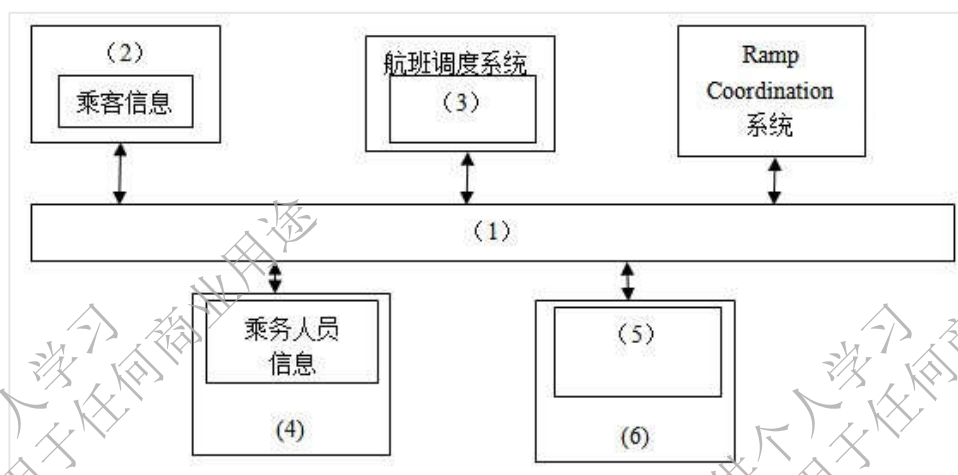 （2）
乘客信息
航班调度系统
（3）
Ramp
Coordination
系统
（1）
乘务人员
信息
(4)
（5）
(6)